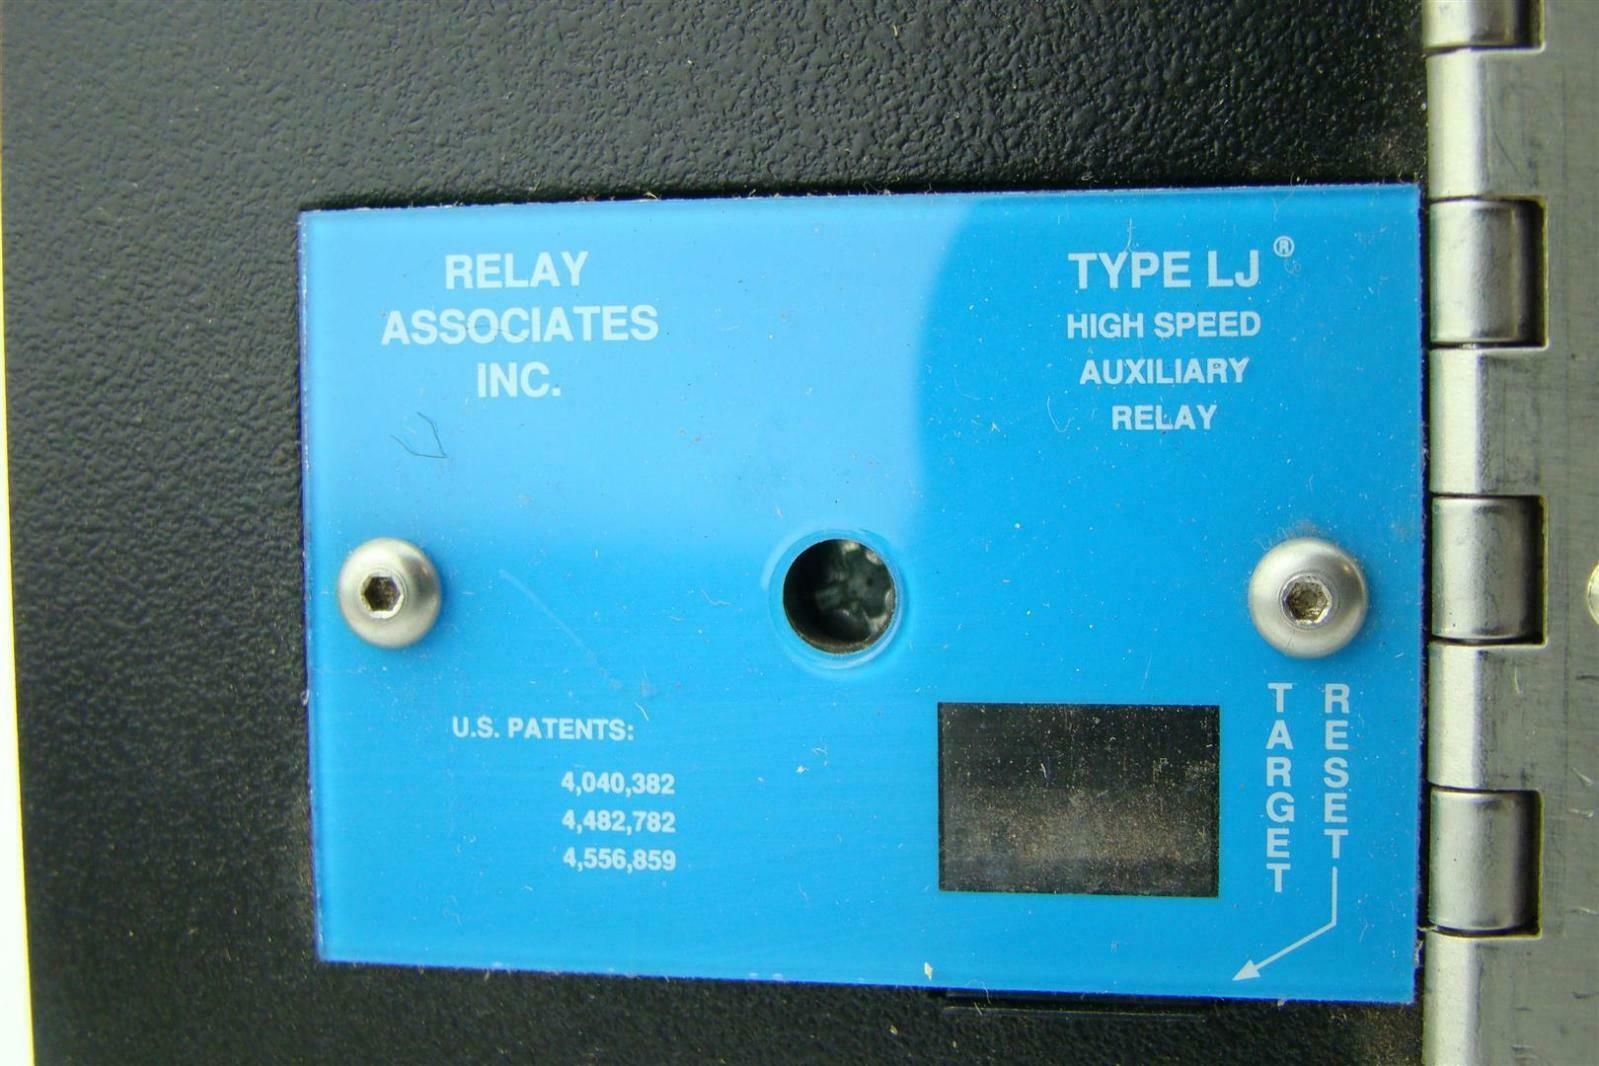 RELAY
ASSOCIATES
INC.
TYPE LJ®
HIGH SPEED
AUXILIARY
RELAY
U.S. PATENTS:
4,040,382
4,482,782
4,556,859
TARGET
RESET